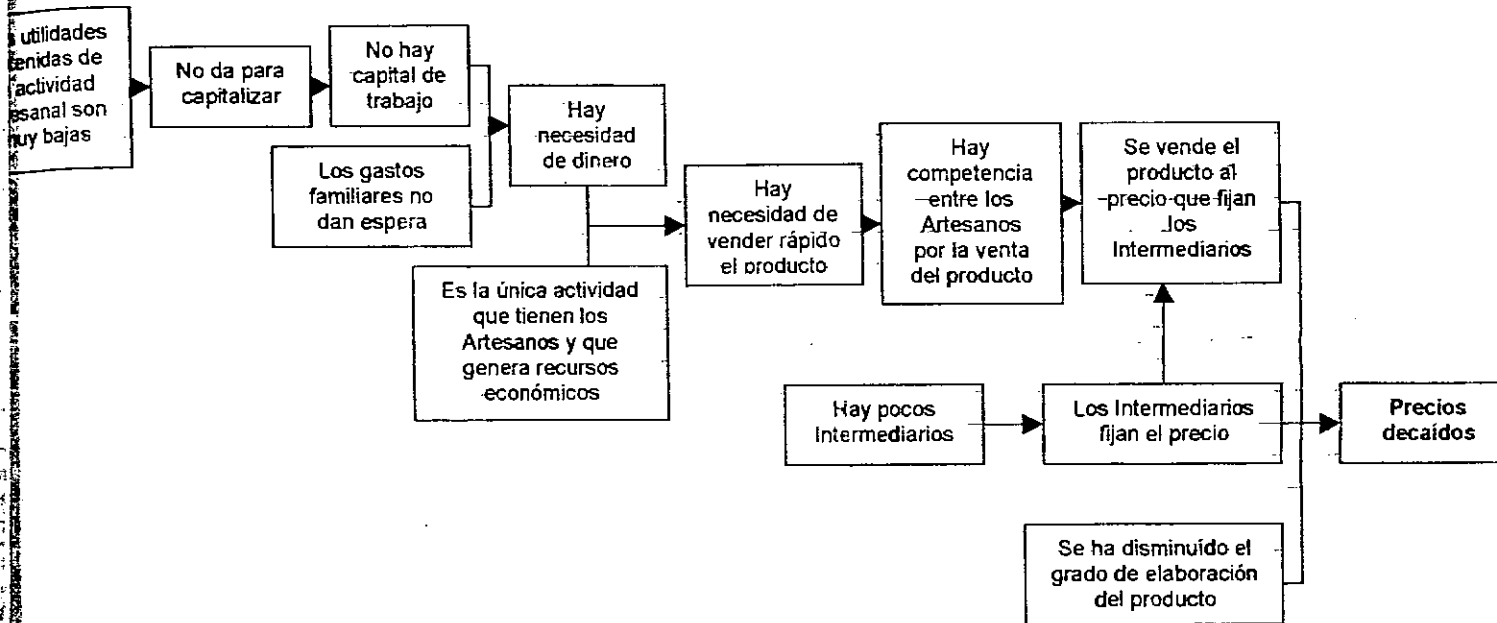 utilidades
enidas de
actividad
esanal son
uy bajas
No da para
capitalizar
No hay
capital de
trabajo
Los gastos
familiares no
dan espera
Hay
necesidad
de dinero
Es la única actividad
que tienen los
Artesanos y que
genera recursos
económicos
Hay
necesidad de
vender rápido
el producto
Hay
competencia
entre los
Artesanos
por la venta
del producto
Se vende el
producto al
precio que fijan
los
Intermediarios
Hay pocos
Intermediarios
Los Intermediarios
fijan el precio
Precios
decaídos
Se ha disminuído el
grado de elaboración
del producto